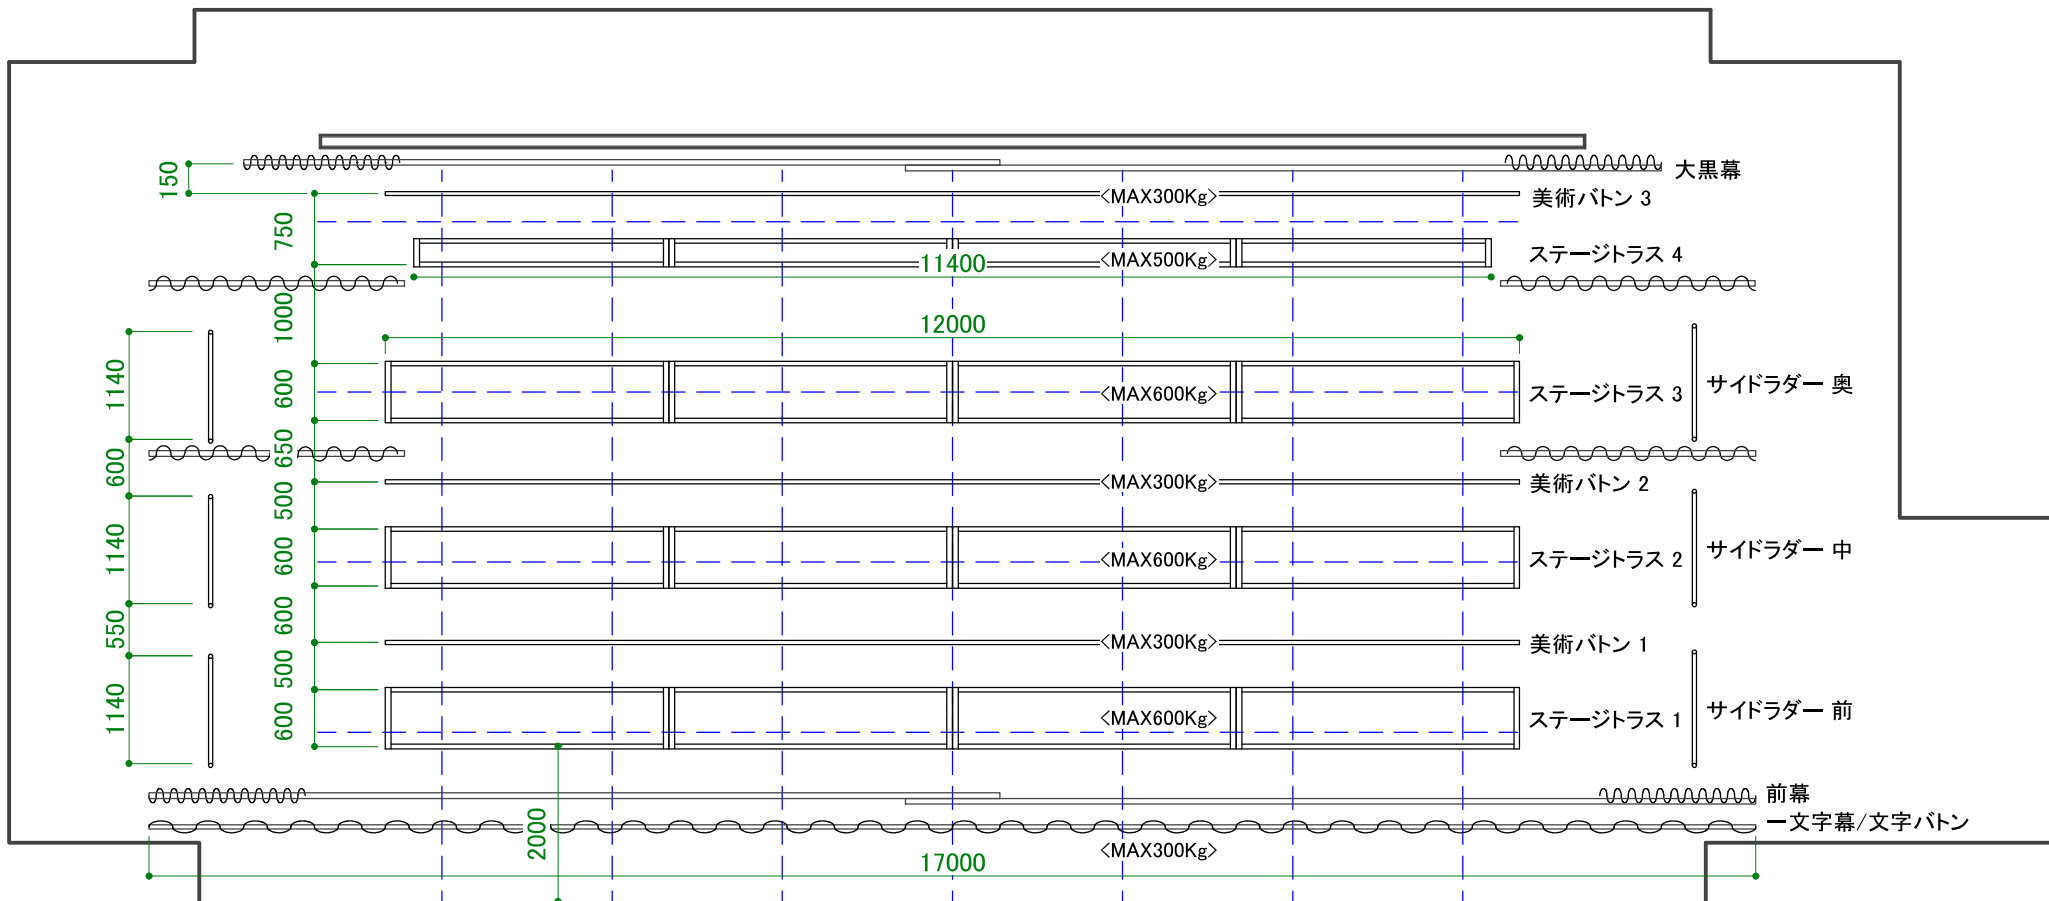 150
大黒幕
<MAX300Kg>
美術バトン 3
750
ステージトラス 4
<MAX500Kg>
11400
1000
12000
1140
600
<MAX600Kg>
ステージトラス 3
サイドラダー 奥
650
600
500
<MAX300Kg>
美術バトン 2
1140
600
<MAX600Kg>
ステージトラス 2
サイドラダー 中
600
550
<MAX300Kg>
美術バトン 1
500
1140
600
<MAX600Kg>
ステージトラス 1
サイドラダー 前
前幕
一文字幕/文字バトン
2000
<MAX300Kg>
17000